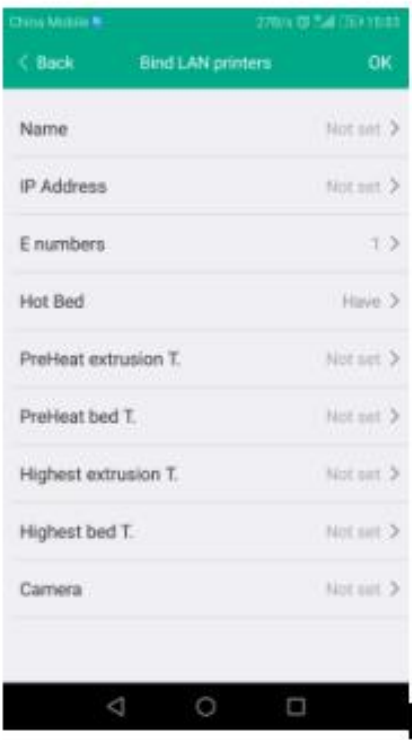 China Mobile
< Back Bind LAN printers OK
Name Not set >
IP Address Not set >
E numbers 1 >
Hot Bed Have >
PreHeat extrusion T. Not set >
PreHeat bed T. Not set >
Highest extrusion T. Not set >
Highest bed T. Not set >
Camera Not set >